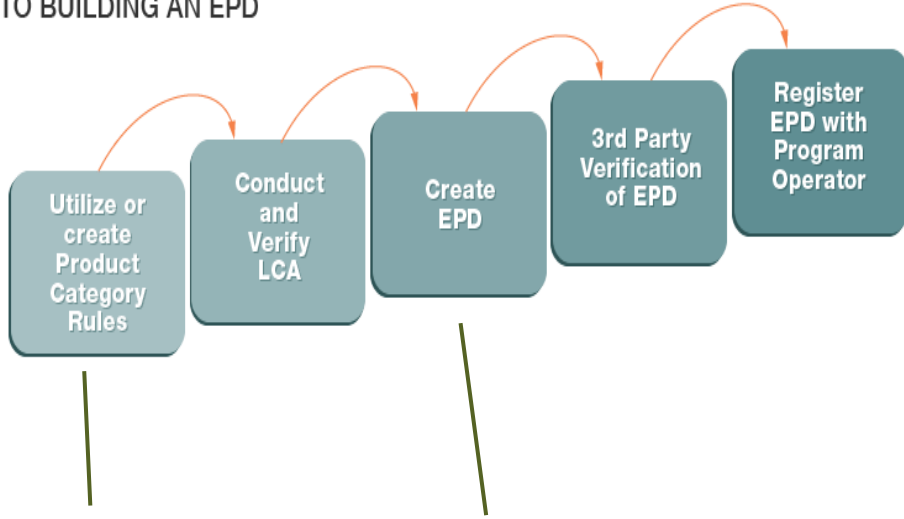 TO BUILDING AN EPD
Utilize or
create
Product
Category
Rules
Conduct
and
Verify
LCA
Create
EPD
3rd Party
Verification
of EPD
Register
EPD with
Program
Operator